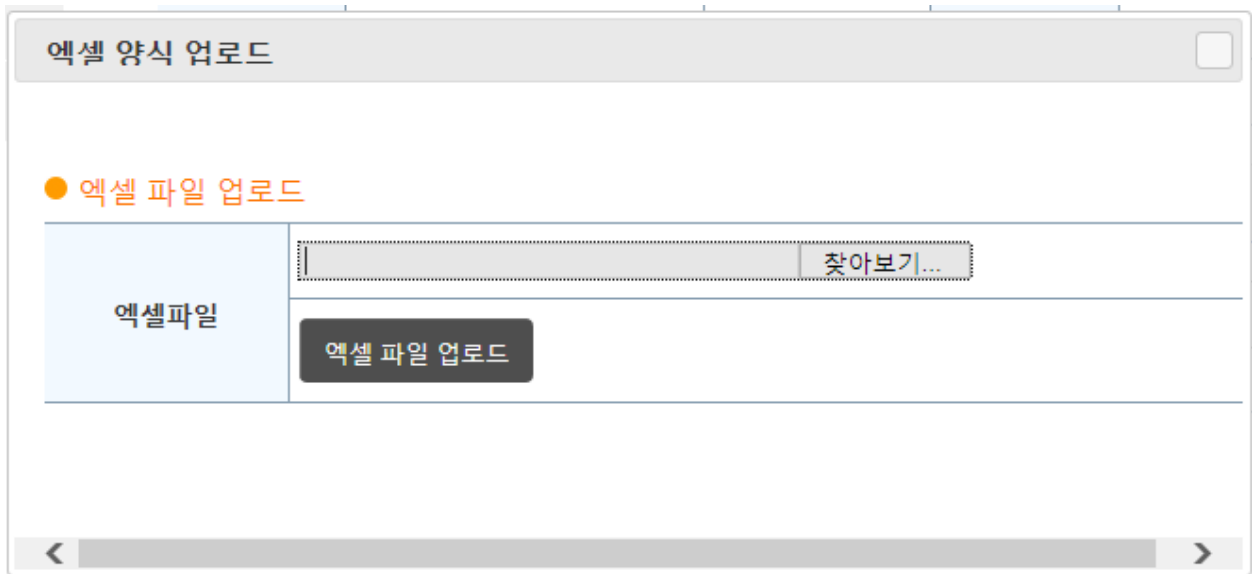 엑셀 양식 업로드
엑셀 파일 업로드
찾아보기...
엑셀파일
엑셀 파일 업로드